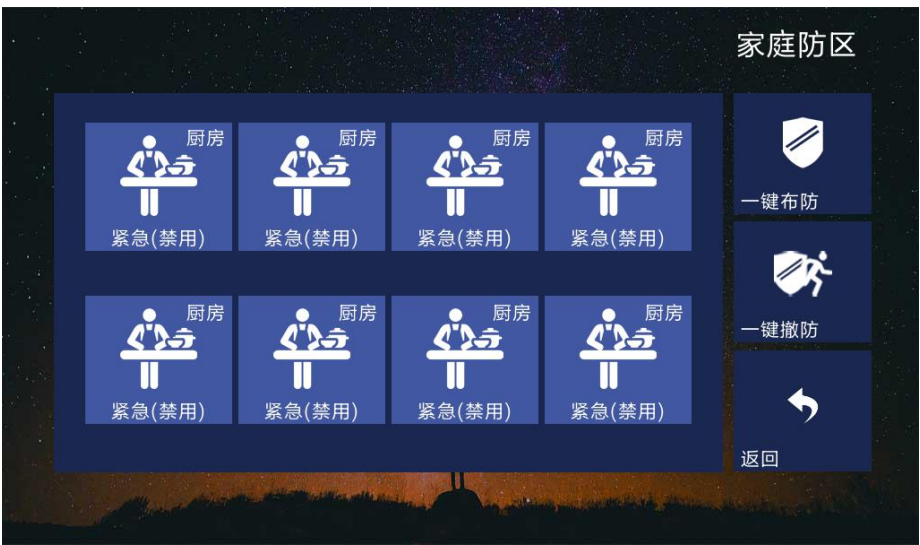 家庭防区
厨房 厨房 厨房 厨房
紧急(禁用) 紧急(禁用) 紧急(禁用) 紧急(禁用)
厨房 厨房 厨房 厨房
紧急(禁用) 紧急(禁用) 紧急(禁用) 紧急(禁用)
一键布防
一键撤防
返回